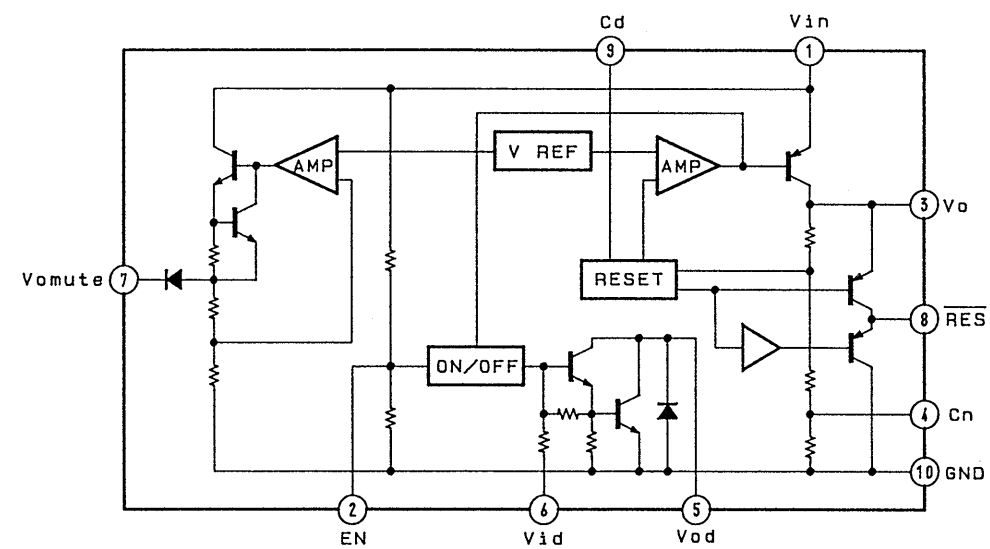 Cd
Vin
9
1
AMP
V REF
AMP
3
Vo
Vomute
7
RESET
8
RES
ON/OFF
4
Cn
10
GND
2
6
5
EN
Vid
Vod